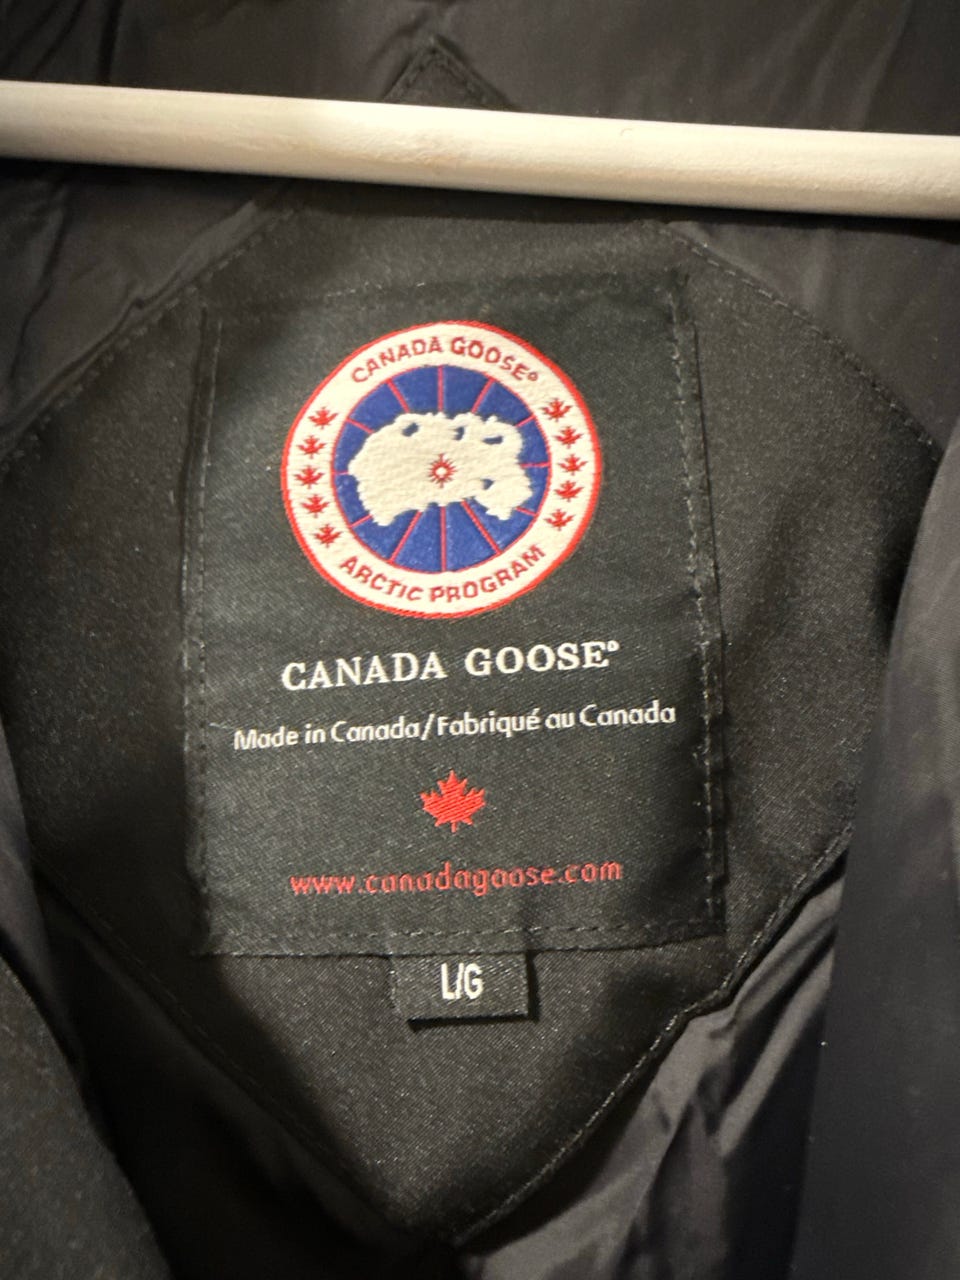 CANADA GOOSE®
ARCTIC PROGRAM
CANADA GOOSE®
Made in Canada/Fabriqué au Canada
www.canadagoose.com
L/G